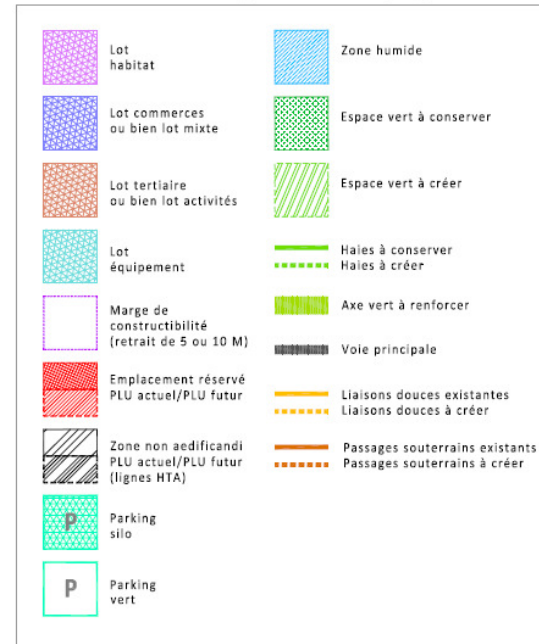 Lot
habitat
Lot commerces
ou bien lot mixte
Lot tertiaire
ou bien lot activités
Lot
équipement
Marge de
constructibilité
(retrait de 5 ou 10 M)
Emplacement réservé
PLU actuel/PLU futur
Zone non aedificandi
PLU actuel/PLU futur
(lignes HTA)
P
Parking
silo
P
Parking
vert
Zone humide
Espace vert à conserver
Espace vert à créer
Haies à conserver
Haies à créer
Axe vert à renforcer
Voie principale
Liaisons douces existantes
Liaisons douces à créer
Passages souterrains existants
Passages souterrains à créer